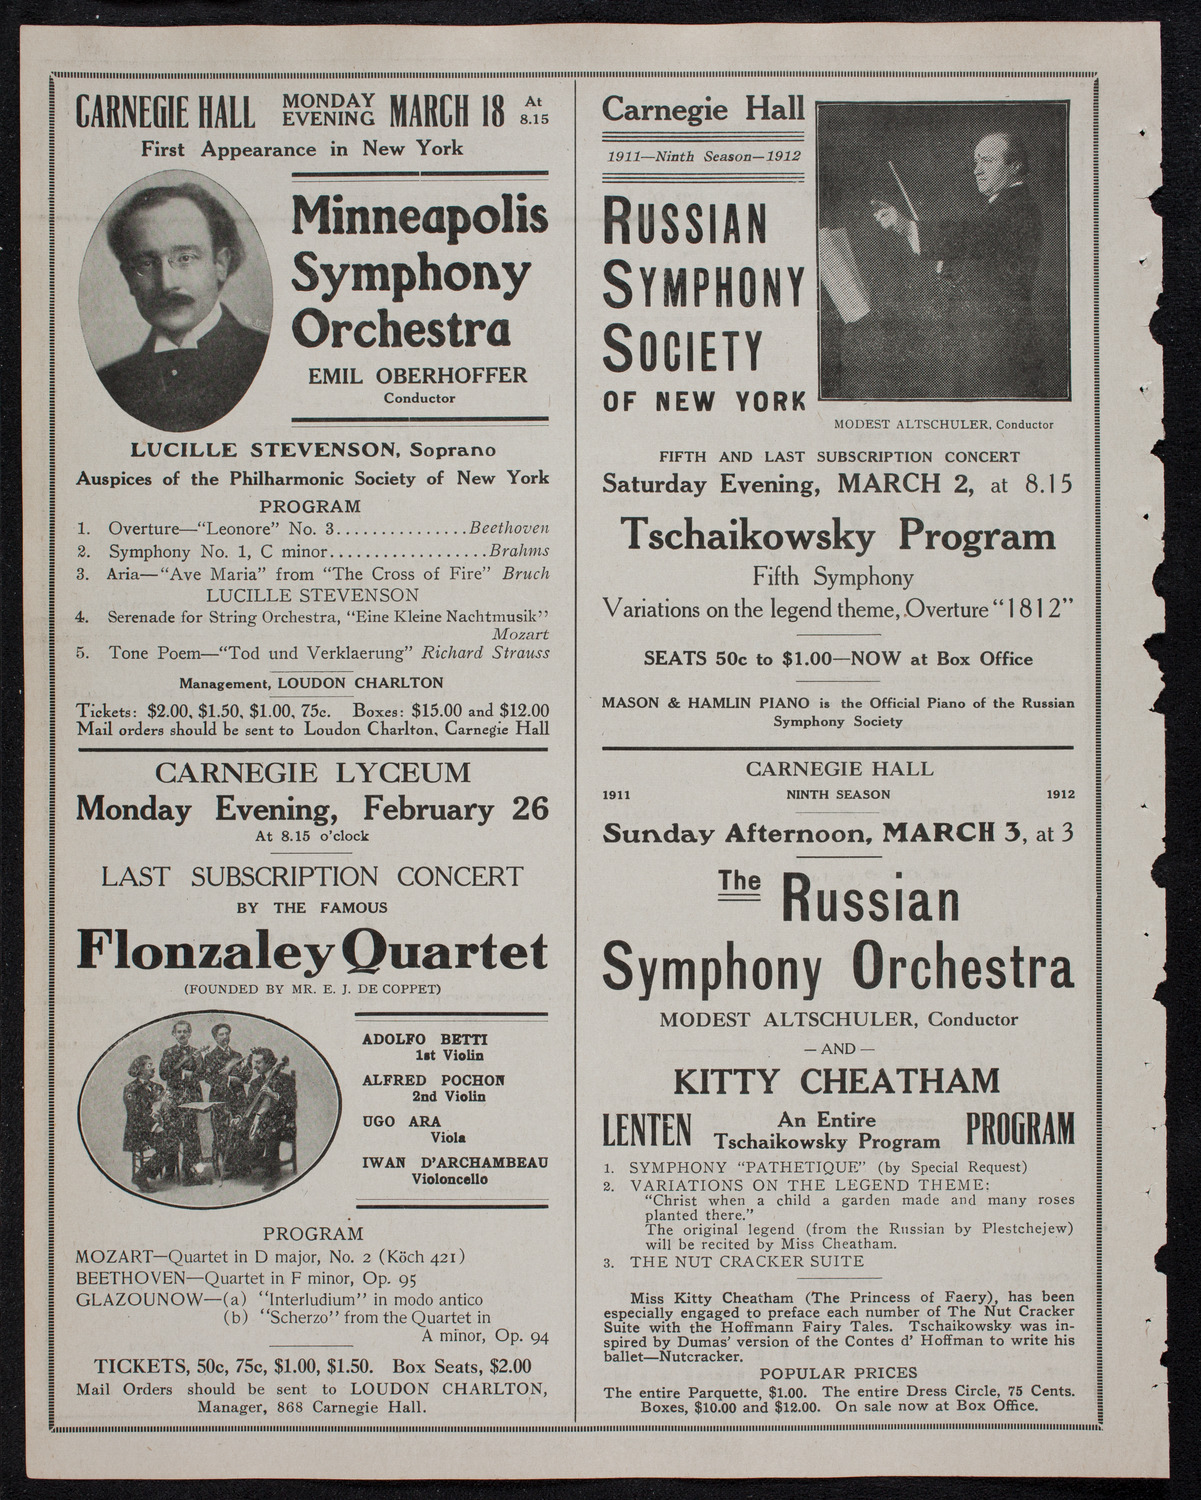 CARNEGIE HALL MONDAY EVENING MARCH 18 At 8.15
First Appearance in New York
Minneapolis
Symphony
Orchestra
EMIL OBERHOFFER
Conductor
LUCILLE STEVENSON, Soprano
Auspices of the Philharmonic Society of New York
PROGRAM
1. Overture—“Leonore” No. 3..............Beethoven
2. Symphony No. 1, C minor..................Brahms
3. Aria—“Ave Maria” from “The Cross of Fire” Bruch
LUCILLE STEVENSON
4. Serenade for String Orchestra, “Eine Kleine Nachtmusik”
Mozart
5. Tone Poem—“Tod und Verklaerung” Richard Strauss
Management, LOUDON CHARLTON
Tickets: $2.00, $1.50, $1.00, 75c. Boxes: $15.00 and $12.00
Mail orders should be sent to Loudon Charlton, Carnegie Hall
CARNEGIE LYCEUM
Monday Evening, February 26
At 8.15 o’clock
LAST SUBSCRIPTION CONCERT
BY THE FAMOUS
Flonzaley Quartet
(FOUNDED BY MR. E. J. DE COPPET)
ADOLFO BETTI
1st Violin
ALFRED POCHON
2nd Violin
UGO ARA
Viola
IWAN D’ARCHAMBEAU
Violoncello
PROGRAM
MOZART—Quartet in D major, No. 2 (Köch 421)
BEETHOVEN—Quartet in F minor, Op. 95
GLAZOUNOW—(a) “Interludium” in modo antico
(b) “Scherzo” from the Quartet in
A minor, Op. 94
TICKETS, 50c, 75c, $1.00, $1.50. Box Seats, $2.00
Mail Orders should be sent to LOUDON CHARLTON,
Manager, 868 Carnegie Hall.
Carnegie Hall
1911—Ninth Season—1912
RUSSIAN
SYMPHONY
SOCIETY
OF NEW YORK
MODEST ALTSCHULER, Conductor
FIFTH AND LAST SUBSCRIPTION CONCERT
Saturday Evening, MARCH 2, at 8.15
Tschaikowsky Program
Fifth Symphony
Variations on the legend theme, Overture “1812”
SEATS 50c to $1.00—NOW at Box Office
MASON & HAMLIN PIANO is the Official Piano of the Russian
Symphony Society
CARNEGIE HALL
1911 NINTH SEASON 1912
Sunday Afternoon, MARCH 3, at 3
The Russian
Symphony Orchestra
MODEST ALTSCHULER, Conductor
— AND —
KITTY CHEATHAM
LENTEN An Entire Tschaikowsky Program PROGRAM
1. SYMPHONY “PATHETIQUE” (by Special Request)
2. VARIATIONS ON THE LEGEND THEME:
“Christ when a child a garden made and many roses
planted there.”
The original legend (from the Russian by Plestchejew)
will be recited by Miss Cheatham.
3. THE NUT CRACKER SUITE
Miss Kitty Cheatham (The Princess of Faery), has been
especially engaged to preface each number of The Nut Cracker
Suite with the Hoffmann Fairy Tales. Tschaikowsky was in-
spired by Dumas’ version of the Contes d’ Hoffman to write his
ballet—Nutcracker.
POPULAR PRICES
The entire Parquette, $1.00. The entire Dress Circle, 75 Cents.
Boxes, $10.00 and $12.00. On sale now at Box Office.